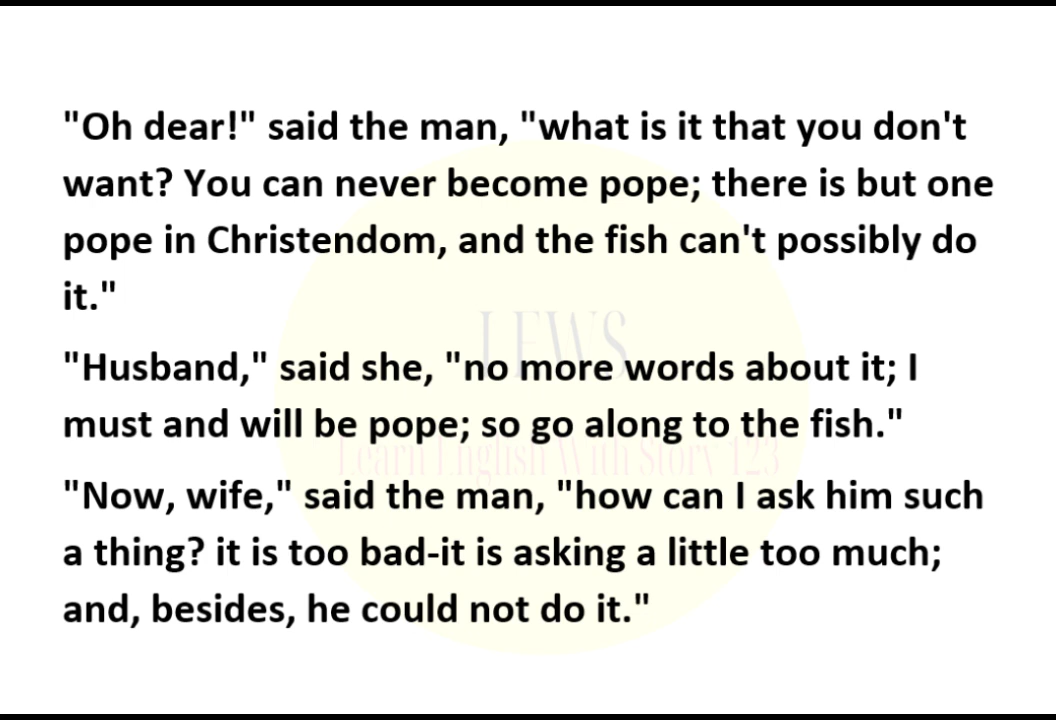 "Oh dear!" said the man, "what is it that you don't
want? You can never become pope; there is but one
pope in Christendom, and the fish can't possibly do
it."
LEWS
"Husband," said she, "no more words about it; I
must and will be pope; so go along to the fish."
Learn English With Story 123
"Now, wife," said the man, "how can I ask him such
a thing? it is too bad-it is asking a little too much;
and, besides, he could not do it."